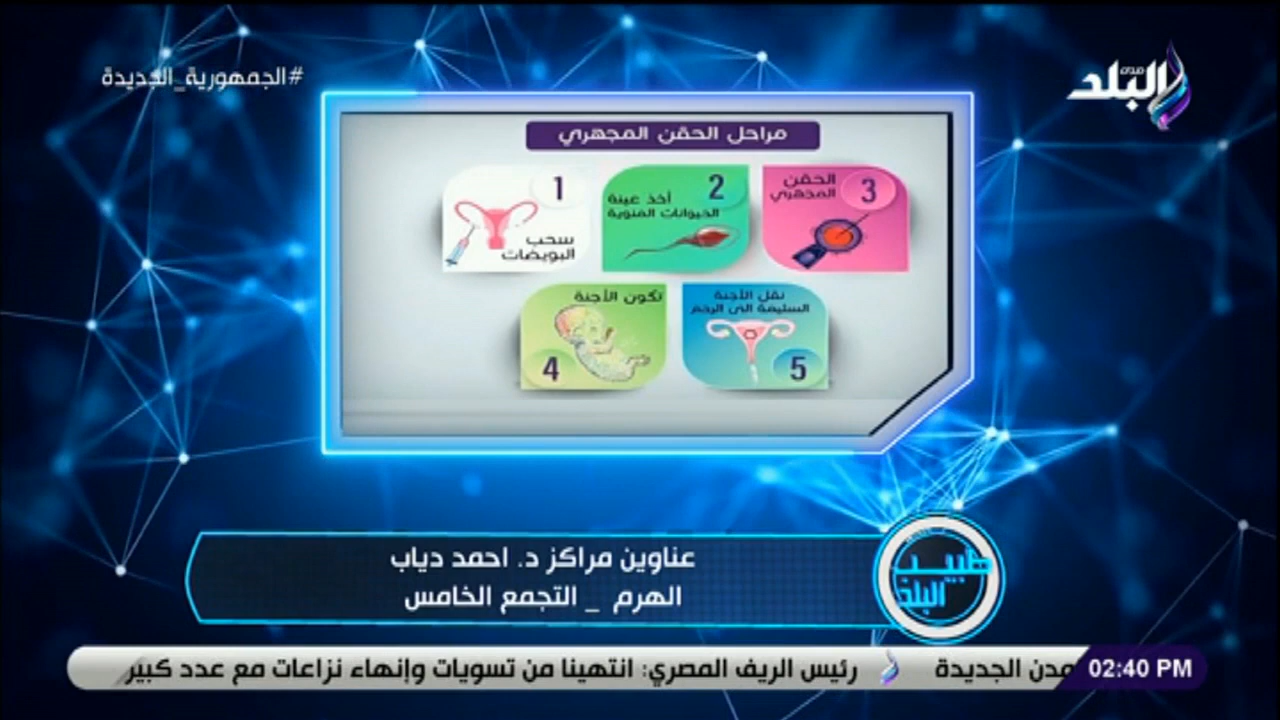 #الجمهورية_الجديدة
صدى البلد
مراحل الحقن المجهري
1
سحب
البويضات
2
أخذ عينة
الحيوانات المنوية
3
الحقن
المجهري
تكون الأجنة
4
نقل الأجنة
السليمة الى الرحم
5
عناوين مراكز د. احمد دياب
الهرم _ التجمع الخامس
طبيب
البلد
02:40 PM
مدن الجديدة
رئيس الريف المصري: انتهينا من تسويات وإنهاء نزاعات مع عدد كبير